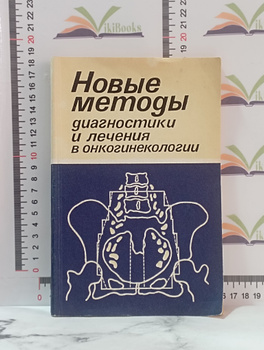 Новые
методы
диагностики
и лечения
в онкогинекологии